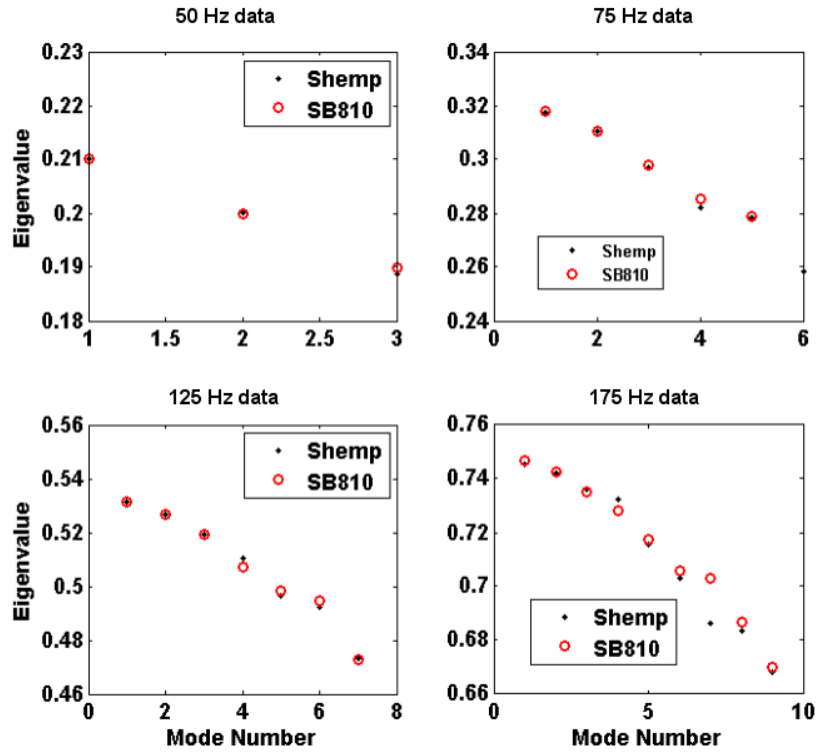 50 Hz data
75 Hz data
0.23
0.22
0.21
0.2
0.19
0.18
Eigenvalue
Shemp
SB810
1
1.5
2
2.5
3
0.34
0.32
0.3
0.28
0.26
0.24
Shemp
SB810
0
2
4
6
125 Hz data
175 Hz data
0.56
0.54
0.52
0.5
0.48
0.46
Eigenvalue
Shemp
SB810
0
2
4
6
8
Mode Number
0.76
0.74
0.72
0.7
0.68
0.66
Shemp
SB810
0
5
10
Mode Number